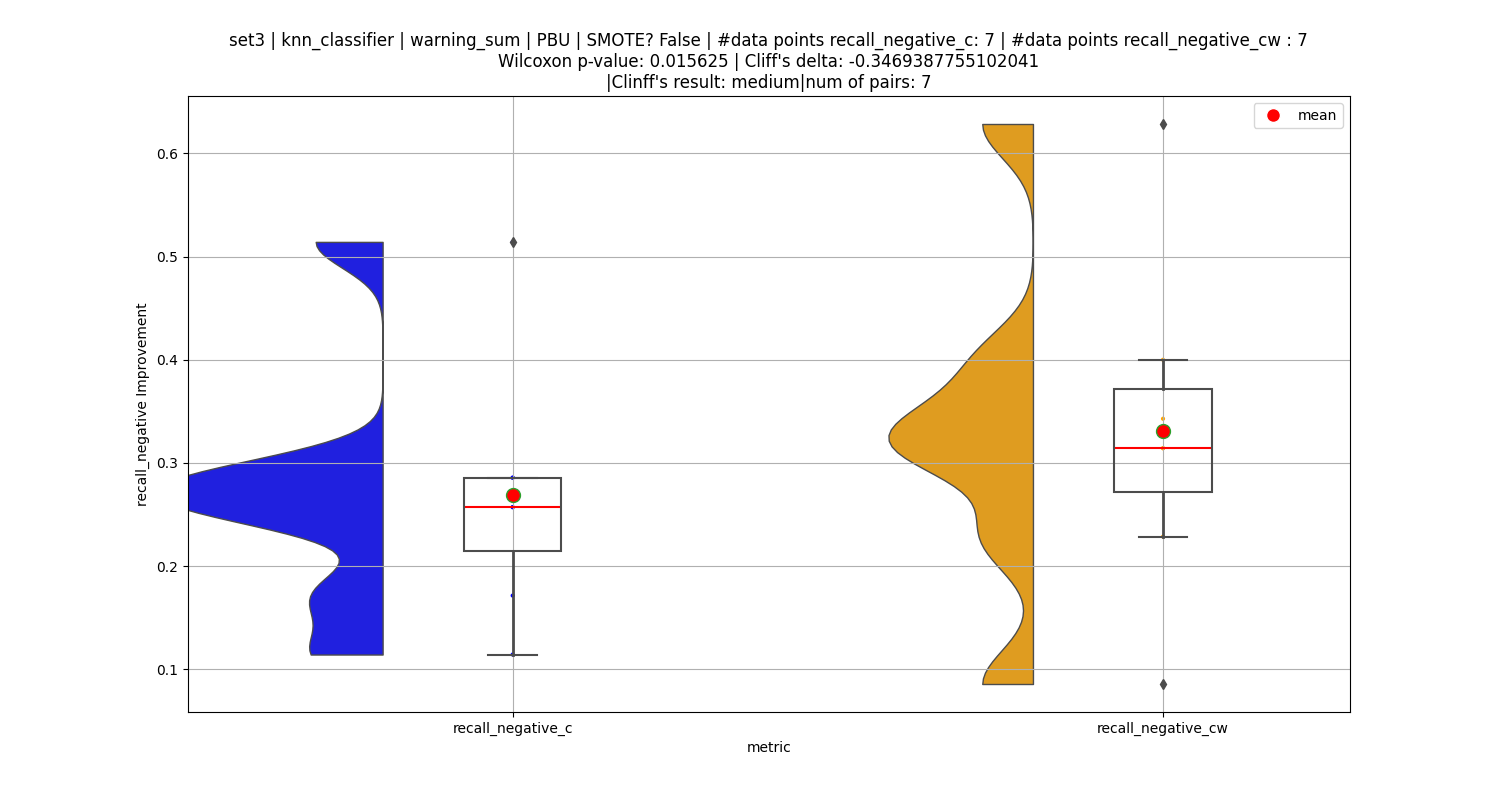 set3 | knn_classifier | warning_sum | PBU | SMOTE? False | #data points recall_negative_c: 7 | #data points recall_negative_cw : 7
Wilcoxon p-value: 0.015625 | Cliff's delta: -0.3469387755102041
|Clinff's result: medium|num of pairs: 7
mean
0.6
0.5
0.4
0.3
0.2
0.1
recall_negative Improvement
recall_negative_c
recall_negative_cw
metric